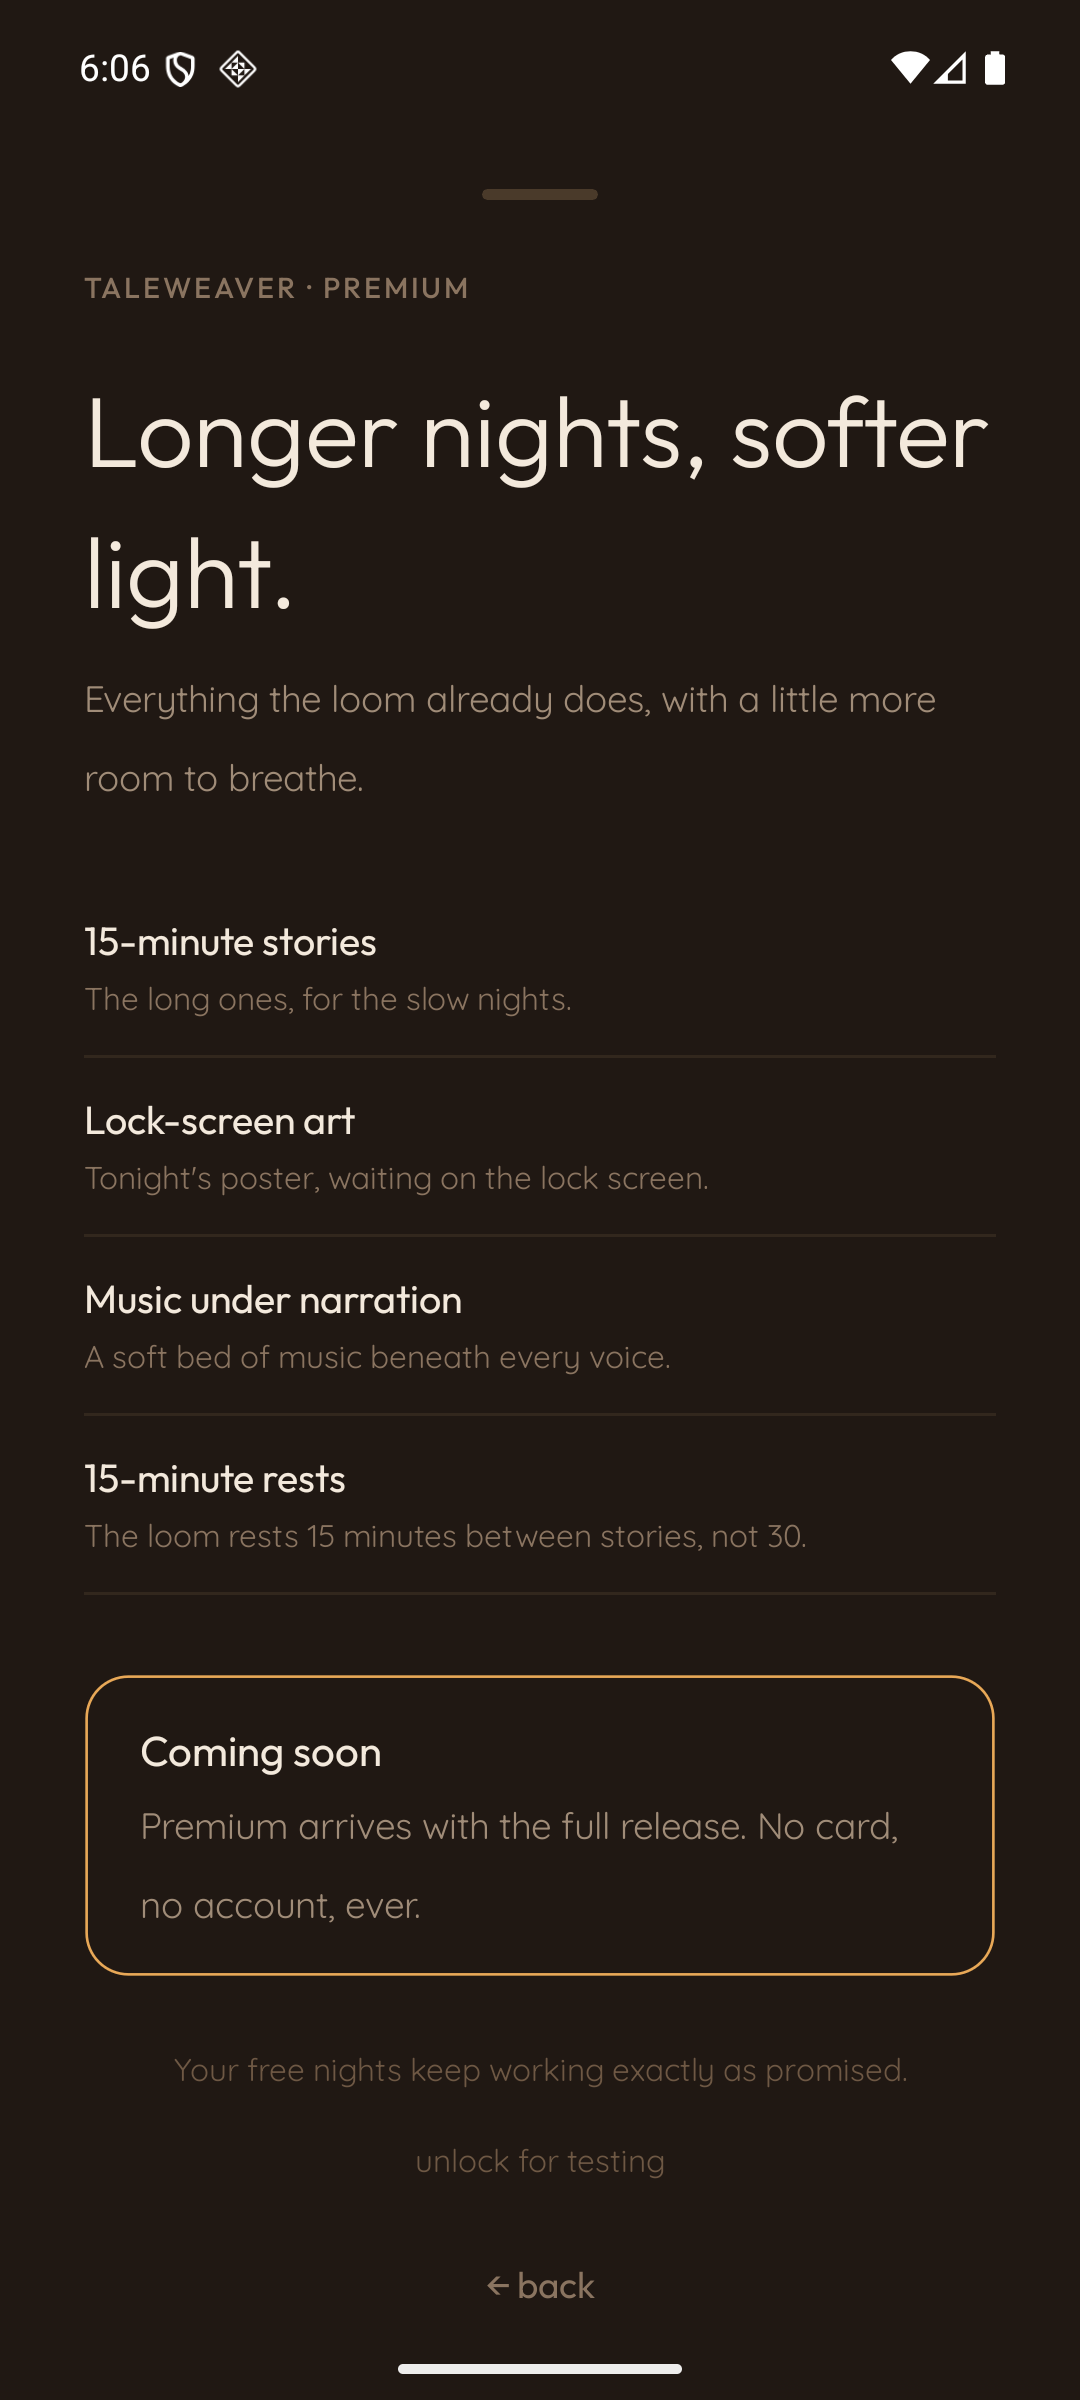 6:06
TALEWEAVER · PREMIUM
Longer nights, softer
light.
Everything the loom already does, with a little more
room to breathe.
15-minute stories
The long ones, for the slow nights.
Lock-screen art
Tonight's poster, waiting on the lock screen.
Music under narration
A soft bed of music beneath every voice.
15-minute rests
The loom rests 15 minutes between stories, not 30.
Coming soon
Premium arrives with the full release. No card,
no account, ever.
Your free nights keep working exactly as promised.
unlock for testing
← back